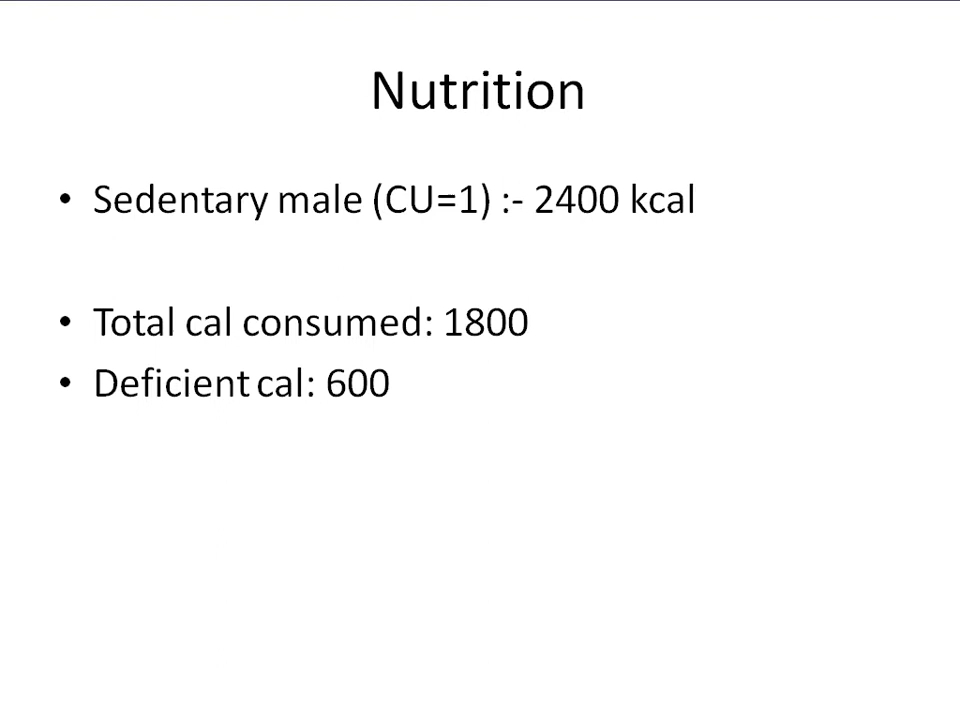 Nutrition
• Sedentary male (CU=1) :- 2400 kcal
• Total cal consumed: 1800
• Deficient cal: 600